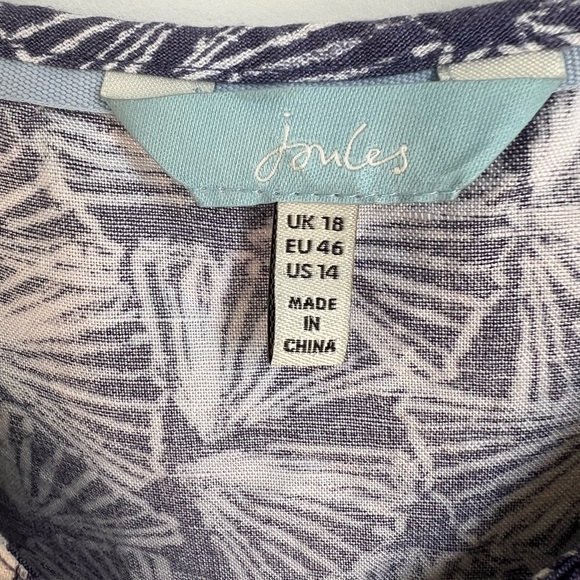 Joules
UK 18
EU 46
US 14
MADE
IN
CHINA